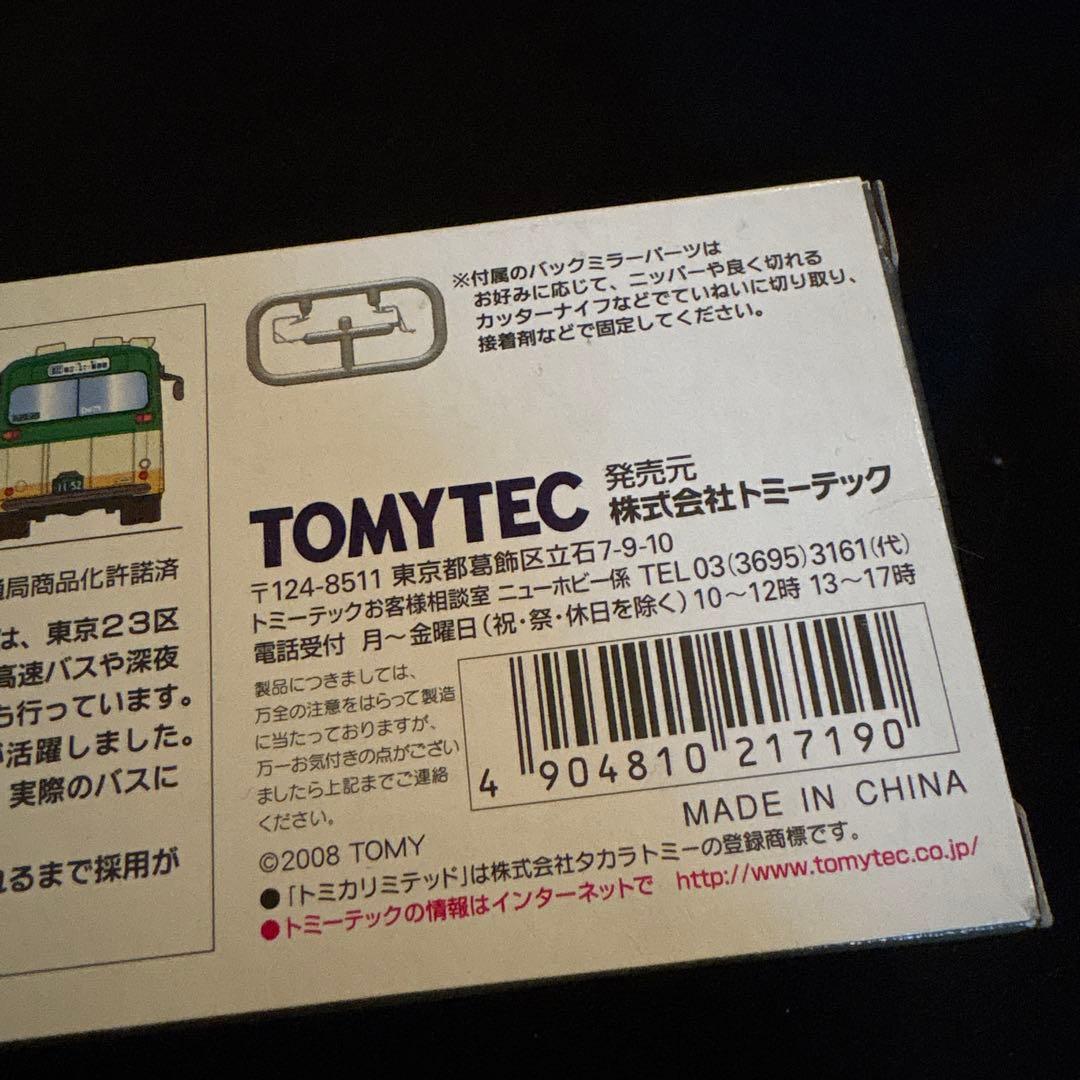 ※付属のバックミラーパーツは
お好みに応じて、ニッパーや良く切れる
カッターナイフなどでていねいに切り取り、
接着剤などで固定してください。
TOMYTEC 発売元
株式会社トミーテック
〒124-8511 東京都葛飾区立石7-9-10
トミーテックお客様相談室 ニューホビー係 TEL 03(3695)3161(代)
電話受付 月〜金曜日(祝・祭・休日を除く)10〜12時 13〜17時
製品につきましては、
万全の注意をはらって製造
に当たっておりますが、
万一お気付きの点がござい
ましたら上記までご連絡
ください。
4 904810 217190
MADE IN CHINA
©2008 TOMY
●「トミカリミテッド」は株式会社タカラトミーの登録商標です。
●トミーテックの情報はインターネットで http://www.tomytec.co.jp/
11-52
局商品化許諾済
は、東京23区
高速バスや深夜
行っています。
活躍しました。
実際のバスに
るまで採用が